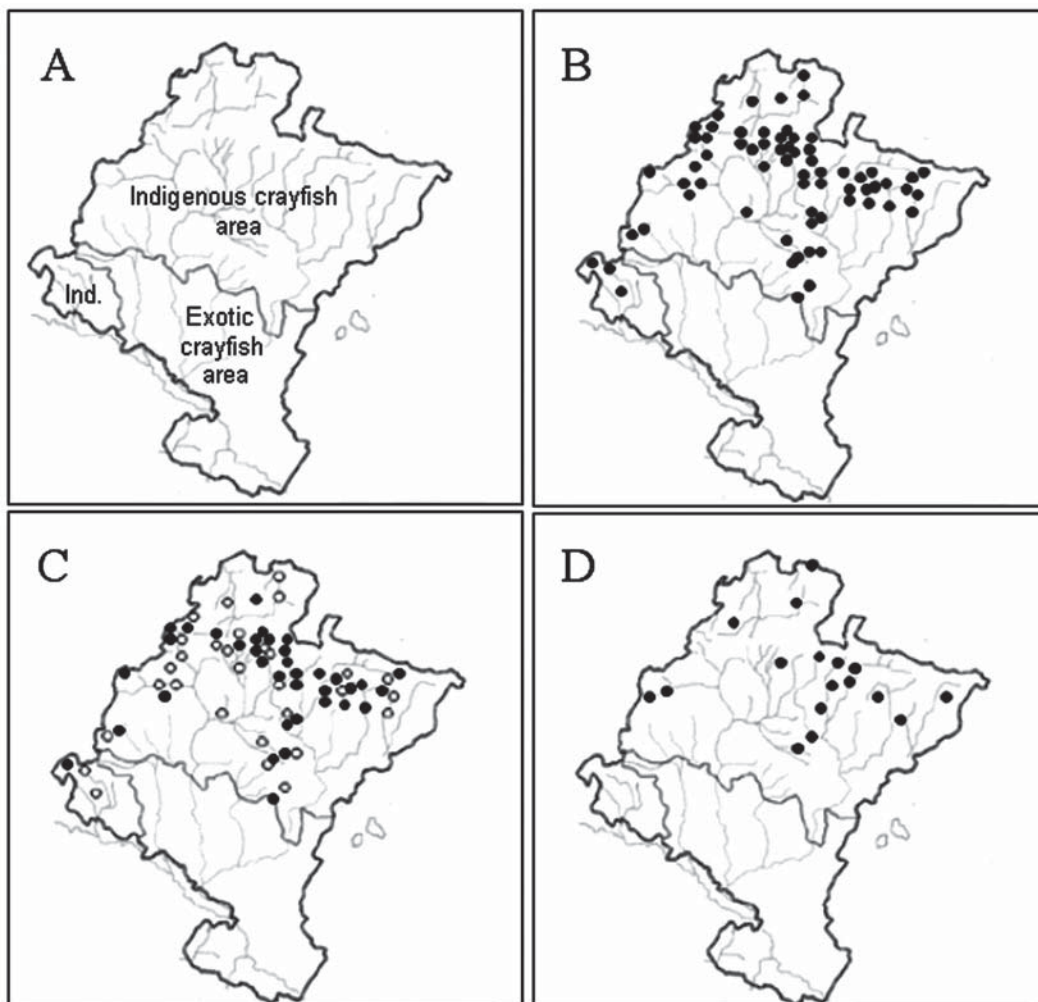 A
Indigenous crayfish
area
Ind.
Exotic
crayfish
area
B
C
D